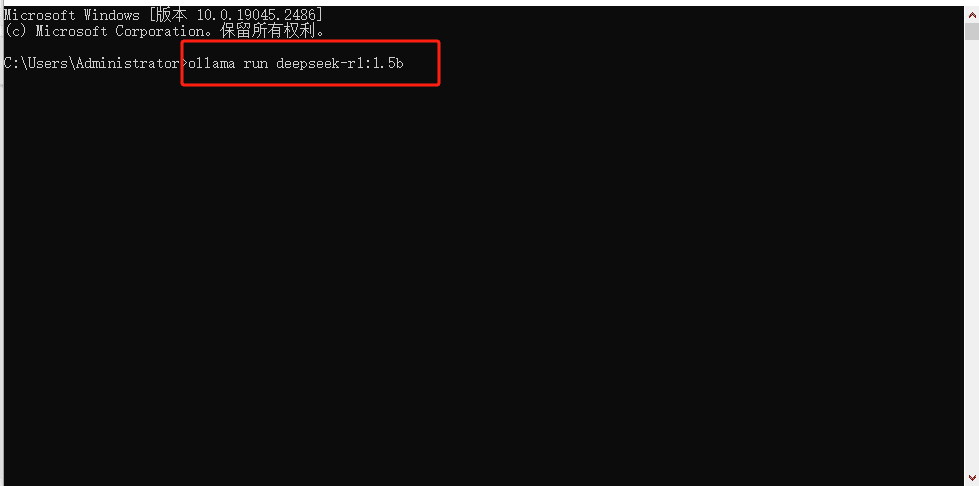 Microsoft Windows [版本 10.0.19045.2486]
(c) Microsoft Corporation。保留所有权利。
C:\Users\Administrator>ollama run deepseek-r1:1.5b